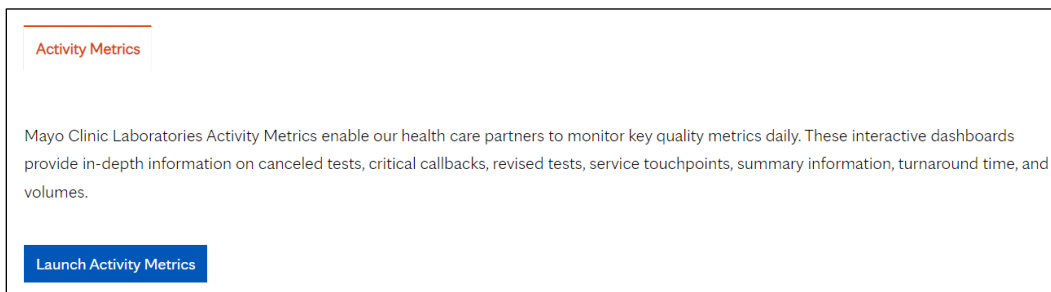 Activity Metrics
Mayo Clinic Laboratories Activity Metrics enable our health care partners to monitor key quality metrics daily. These interactive dashboards
provide in-depth information on canceled tests, critical callbacks, revised tests, service touchpoints, summary information, turnaround time, and
volumes.
Launch Activity Metrics